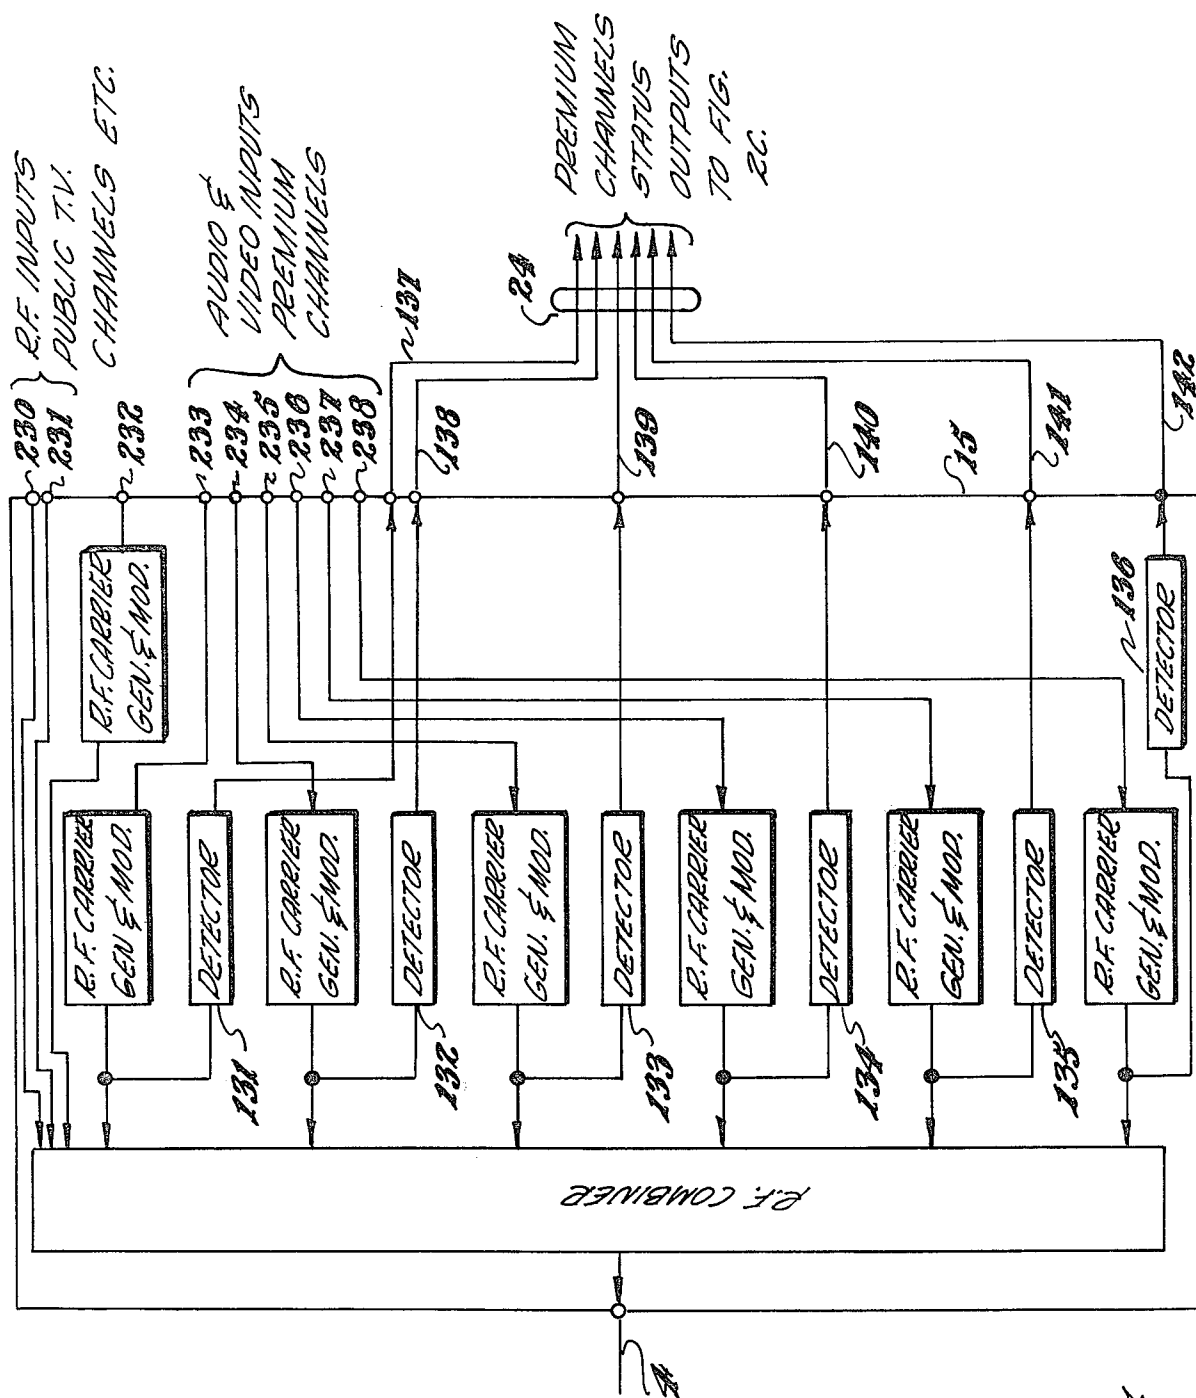 230
231
R.F. INPUTS
PUBLIC T.V.
CHANNELS ETC.
232
233
234
235
236
237
238
AUDIO &
VIDEO INPUTS
PREMIUM
CHANNELS
137
138
139
140
15
141
142
24
PREMIUM
CHANNELS
STATUS
OUTPUTS
TO FIG.
2C.
R.F. CARRIER
GEN. & MOD.
R.F. CARRIER
GEN. & MOD.
DETECTOR
131
R.F. CARRIER
GEN. & MOD.
DETECTOR
132
R.F. CARRIER
GEN. & MOD.
DETECTOR
133
R.F. CARRIER
GEN. & MOD.
DETECTOR
134
R.F. CARRIER
GEN. & MOD.
DETECTOR
135
R.F. CARRIER
GEN. & MOD.
DETECTOR
136
R.F. COMBINER